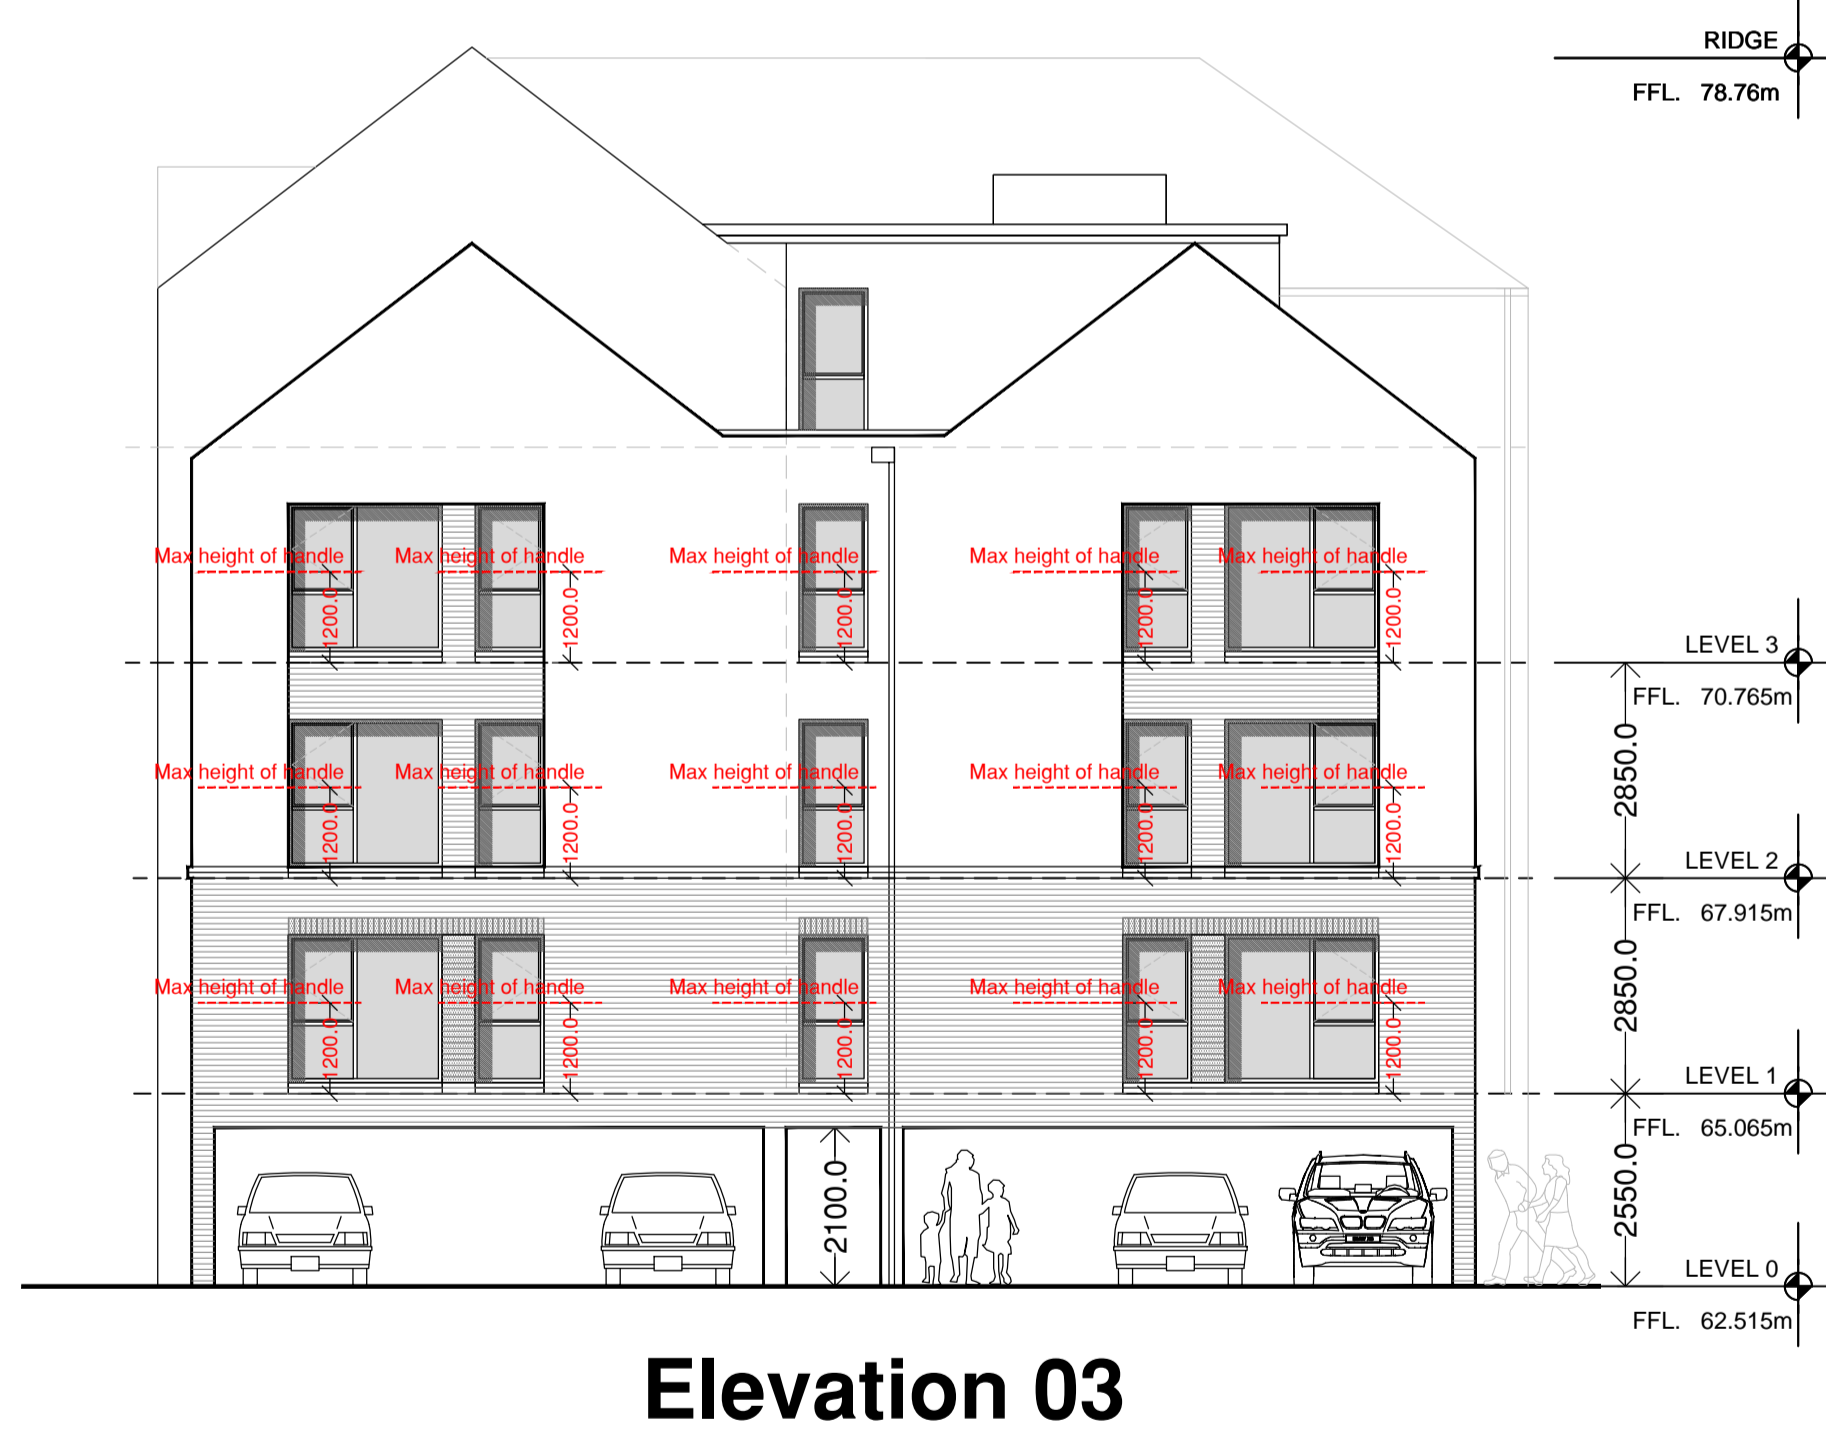 RIDGE
FFL. 78.76m
Max height of handle Max height of handle Max height of handle Max height of handle Max height of handle
1200.0 1200.0 1200.0 1200.0 1200.0
LEVEL 3
FFL. 70.765m
2850.0
Max height of handle Max height of handle Max height of handle Max height of handle Max height of handle
1200.0 1200.0 1200.0 1200.0 1200.0
LEVEL 2
FFL. 67.915m
2850.0
Max height of handle Max height of handle Max height of handle Max height of handle Max height of handle
1200.0 1200.0 1200.0 1200.0 1200.0
LEVEL 1
FFL. 65.065m
2100.0
2550.0
LEVEL 0
FFL. 62.515m
Elevation 03